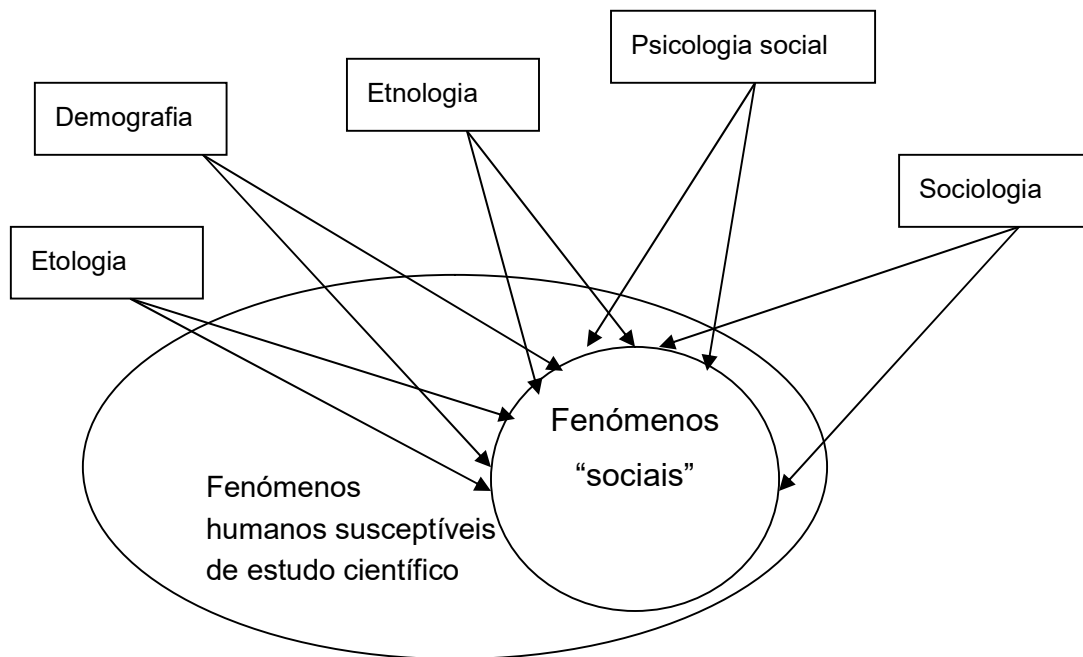 Psicologia social
Etnologia
Demografia
Sociologia
Etologia
Fenómenos
“sociais”
Fenómenos
humanos susceptíveis
de estudo científico